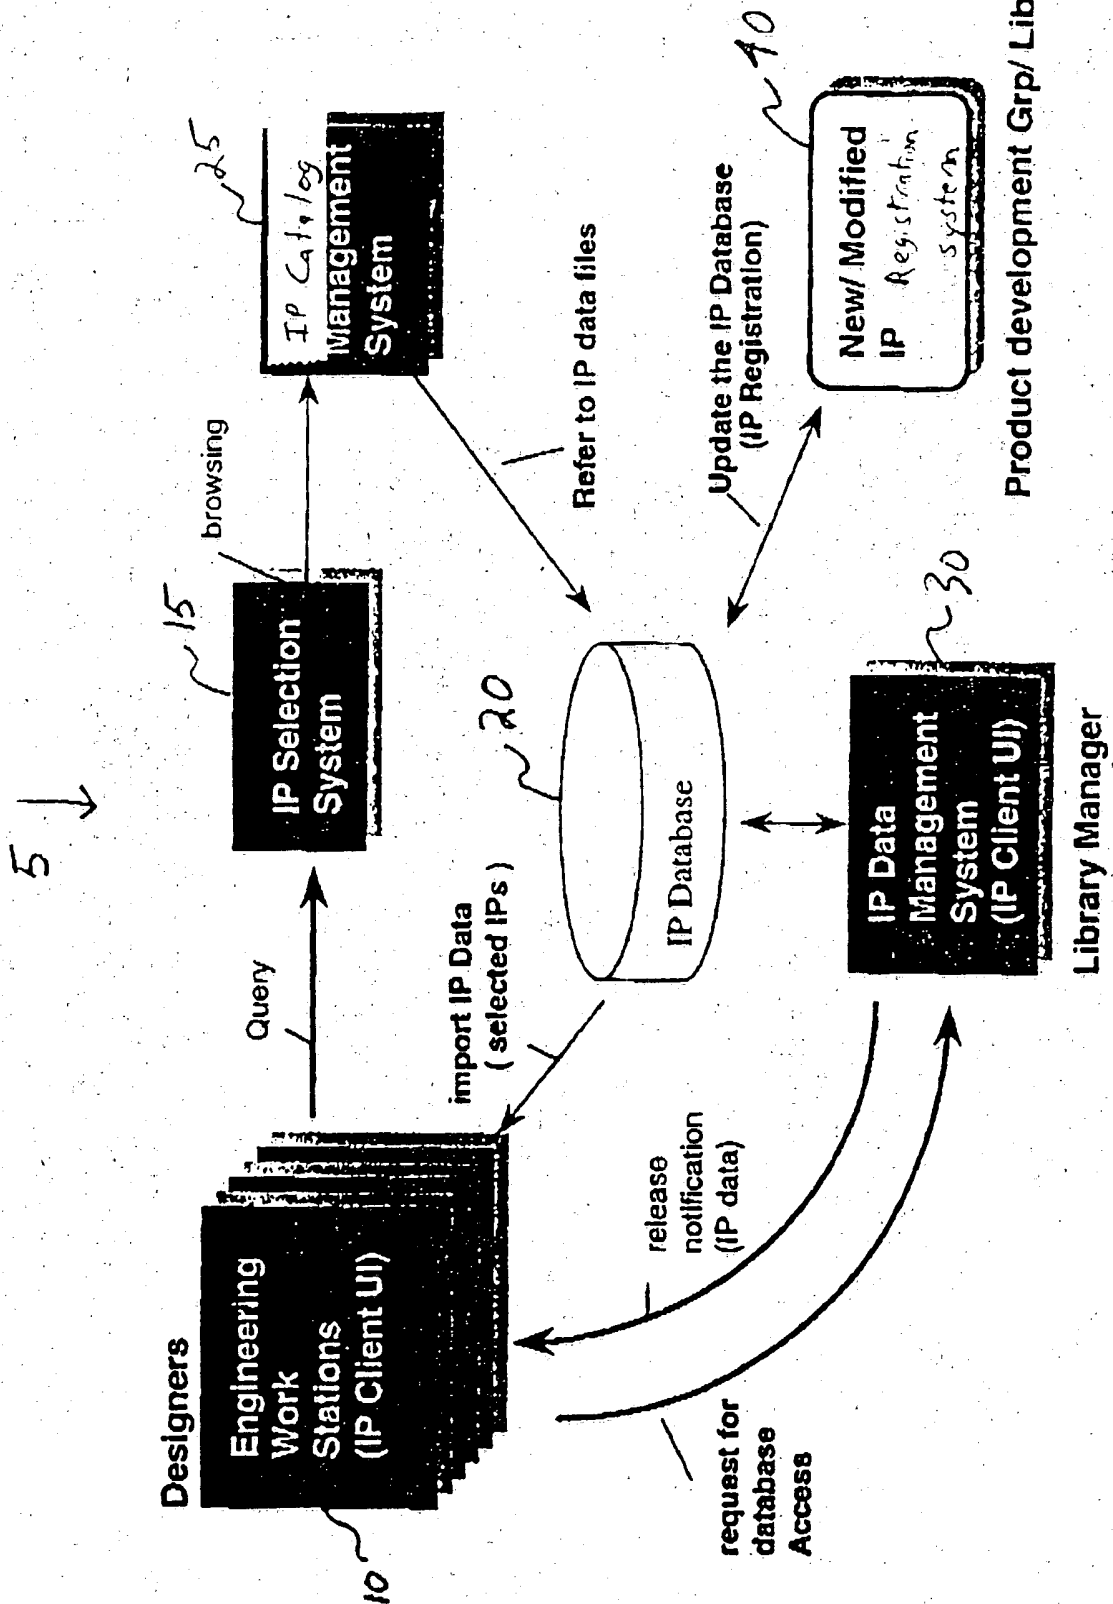 5
Designers
Engineering
Work
Stations
(IP Client UI)
10
Query
15
IP Selection
System
browsing
25
IP Catalog
Management
System
import IP Data
( selected IPs )
20
IP Database
Refer to IP data files
Update the IP Database
(IP Registration)
40
New/ Modified
IP Registration
system
Product development Grp/ Lib
release
notification
(IP data)
request for
database
Access
30
IP Data
Management
System
(IP Client UI)
Library Manager